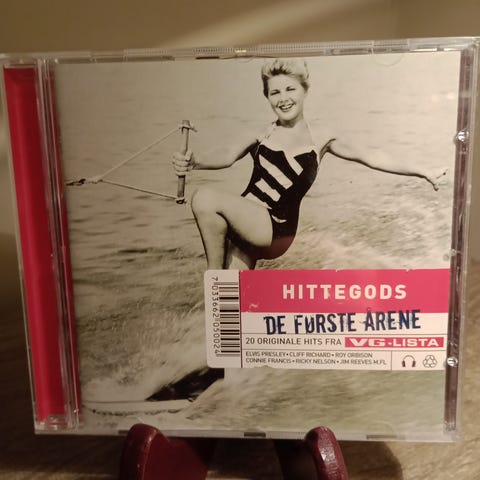 HITTEGODS
DE FØRSTE ÅRENE
20 ORIGINALE HITS FRA VG-LISTA
ELVIS PRESLEY • CLIFF RICHARD • ROY ORBISON
CONNIE FRANCIS • RICKY NELSON • JIM REEVES M.FL
7033662050024